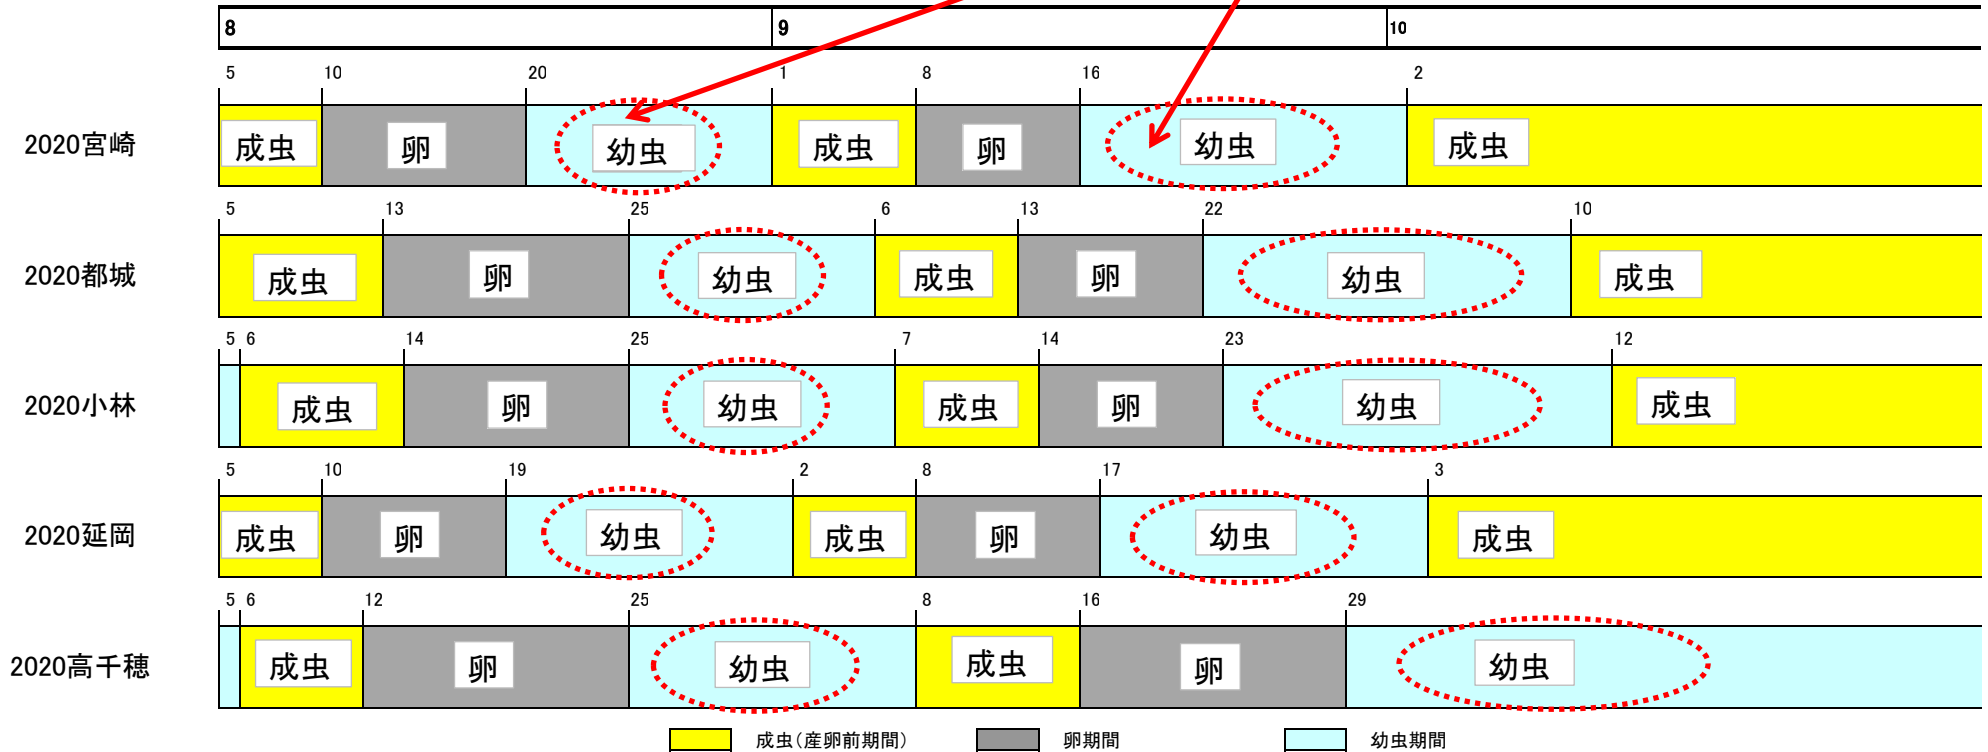 8 9 10
5 10 20 1 8 16 2
2020宮崎 成虫 卵 幼虫 成虫 卵 幼虫 成虫
5 13 25 6 13 22 10
2020都城 成虫 卵 幼虫 成虫 卵 幼虫 成虫
5 6 14 25 7 14 23 12
2020小林 成虫 卵 幼虫 成虫 卵 幼虫 成虫
5 10 19 2 8 17 3
2020延岡 成虫 卵 幼虫 成虫 卵 幼虫 成虫
5 6 12 25 8 16 29
2020高千穂 成虫 卵 幼虫 成虫 卵 幼虫
成虫(産卵前期間) 卵期間 幼虫期間